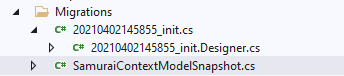 Migrations
C# 20210402145855_init.cs
C# 20210402145855_init.Designer.cs
C# SamuraiContextModelSnapshot.cs